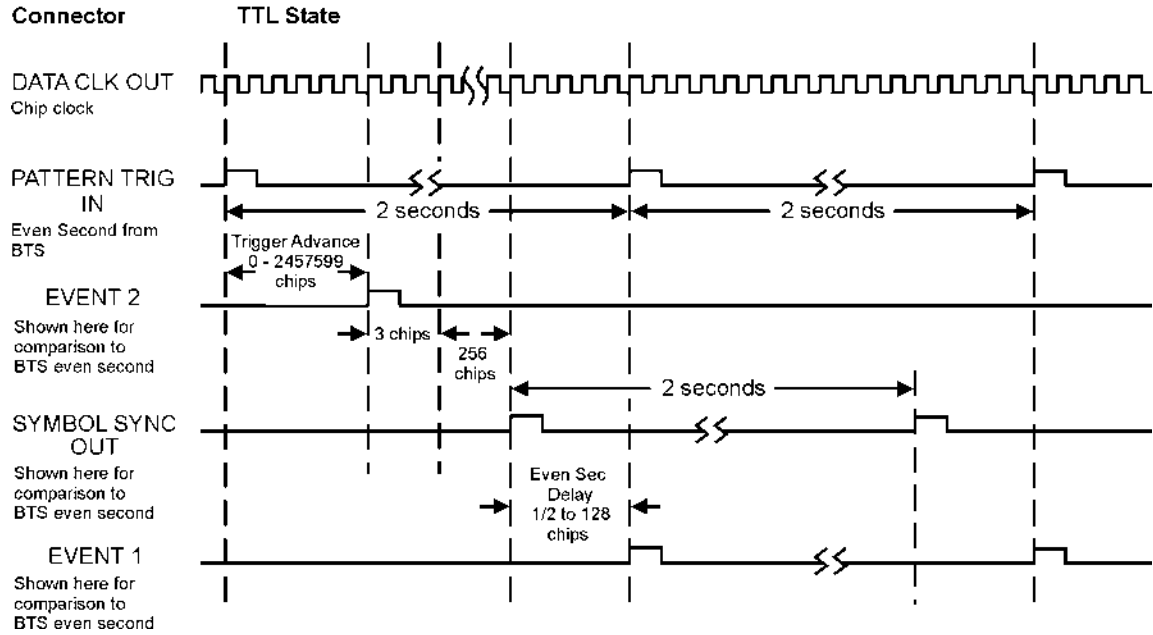 Connector TTL State
DATA CLK OUT
Chip clock
PATTERN TRIG
IN
Even Second from
BTS
2 seconds 2 seconds
Trigger Advance
0 - 2457599
chips
EVENT 2
Shown here for
comparison to
BTS even second
3 chips
256
chips
2 seconds
SYMBOL SYNC
OUT
Shown here for
comparison to
BTS even second
Even Sec
Delay
1/2 to 128
chips
EVENT 1
Shown here for
comparison to
BTS even second